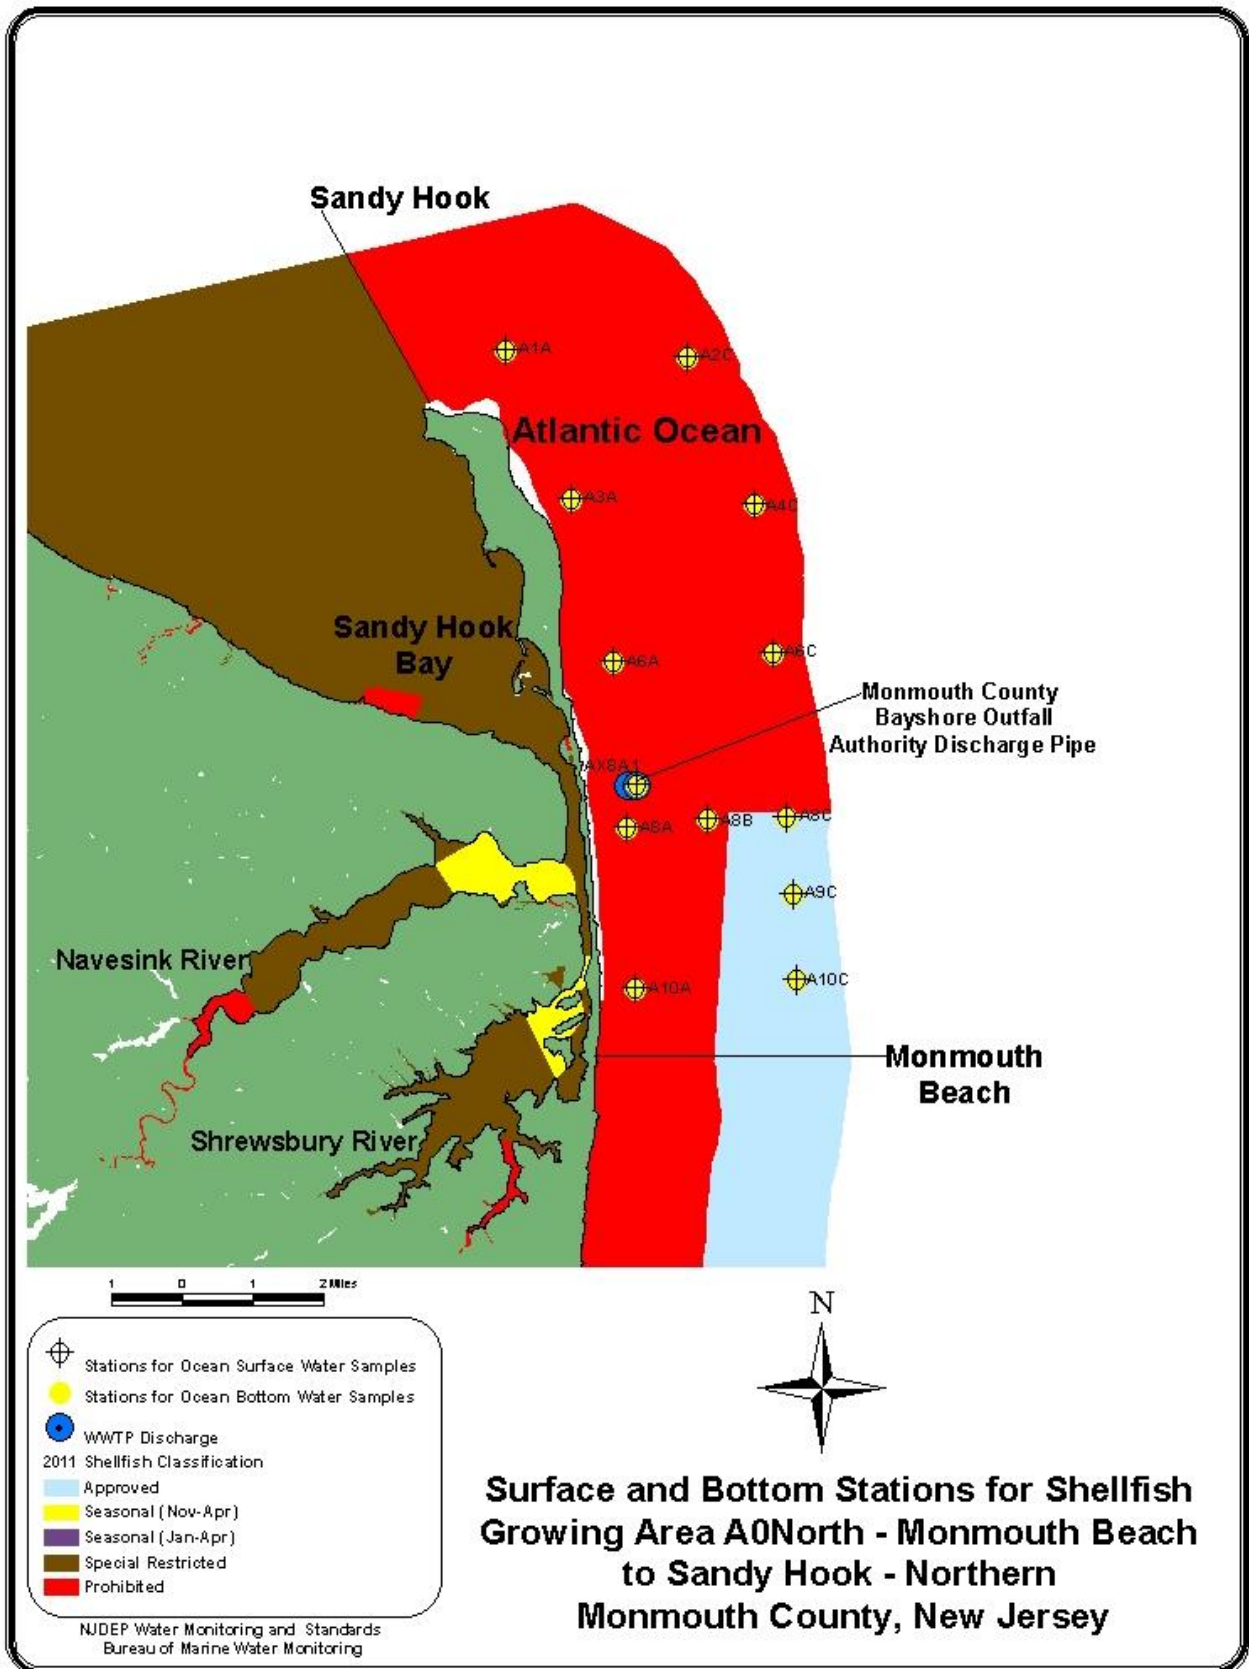 Sandy Hook
A1A
A2C
Atlantic Ocean
A3A
A4C
Sandy Hook
Bay
A6A
A6C
Monmouth County
Bayshore Outfall
Authority Discharge Pipe
AX8A1
A8A
A8B
A8C
A9C
Navesink River
A10A
A10C
Monmouth
Beach
Shrewsbury River
1 0 1 2 Miles
N
Stations for Ocean Surface Water Samples
Stations for Ocean Bottom Water Samples
WWTP Discharge
2011 Shellfish Classification
Approved
Seasonal (Nov-Apr)
Seasonal (Jan-Apr)
Special Restricted
Prohibited
NJDEP Water Monitoring and Standards
Bureau of Marine Water Monitoring
Surface and Bottom Stations for Shellfish
Growing Area A0North - Monmouth Beach
to Sandy Hook - Northern
Monmouth County, New Jersey